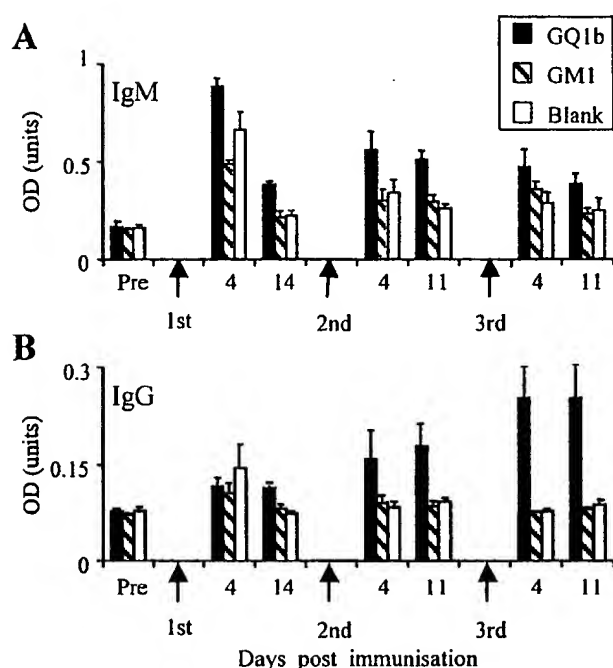 A
GQ1b
GM1
Blank
IgM
OD (units)
1
0.5
0
Pre 4 14 4 11 4 11
1st 2nd 3rd
B
IgG
OD (units)
0.3
0.15
0
Pre 4 14 4 11 4 11
1st 2nd 3rd
Days post immunisation